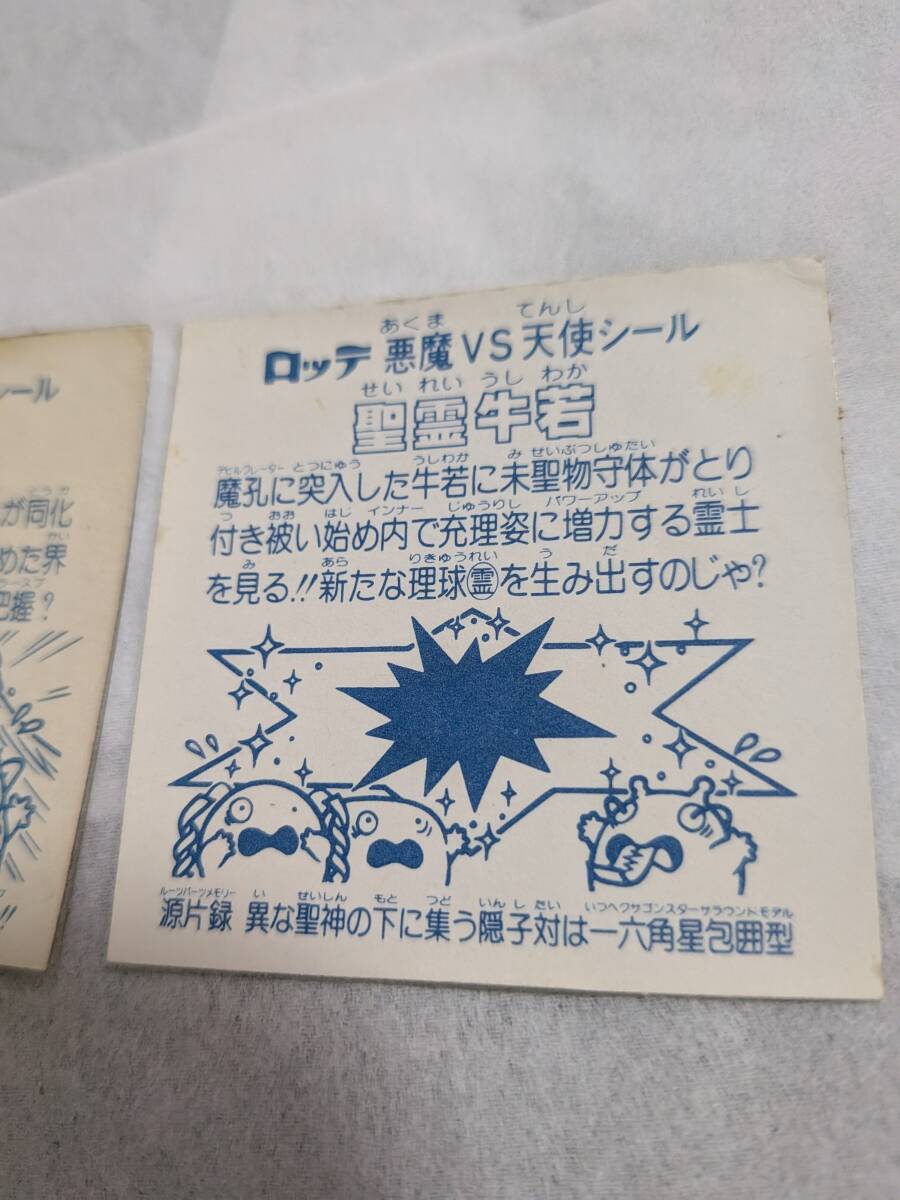 シール
が同化
めた界
把握?
!!
あくま てんし
ロッテ 悪魔VS天使シール
せい れい うし わか
聖霊牛若
デビルクレーター とつにゅう うしわか み せいぶつしゅたい
魔孔に突入した牛若に未聖物守体がとり
つ おお はじ インナー じゅうりし パワーアップ れいし
付き被い始め内で充理姿に増力する霊士
み あら りきゅうれい う だ
を見る!!新たな理球㊋を生み出すのじゃ?
ルーツパーツメモリー い せいしん もと つど いんし たい いつヘクサゴンスターサラウンドモデル
源片録 異な聖神の下に集う隠子対は一六角星包囲型